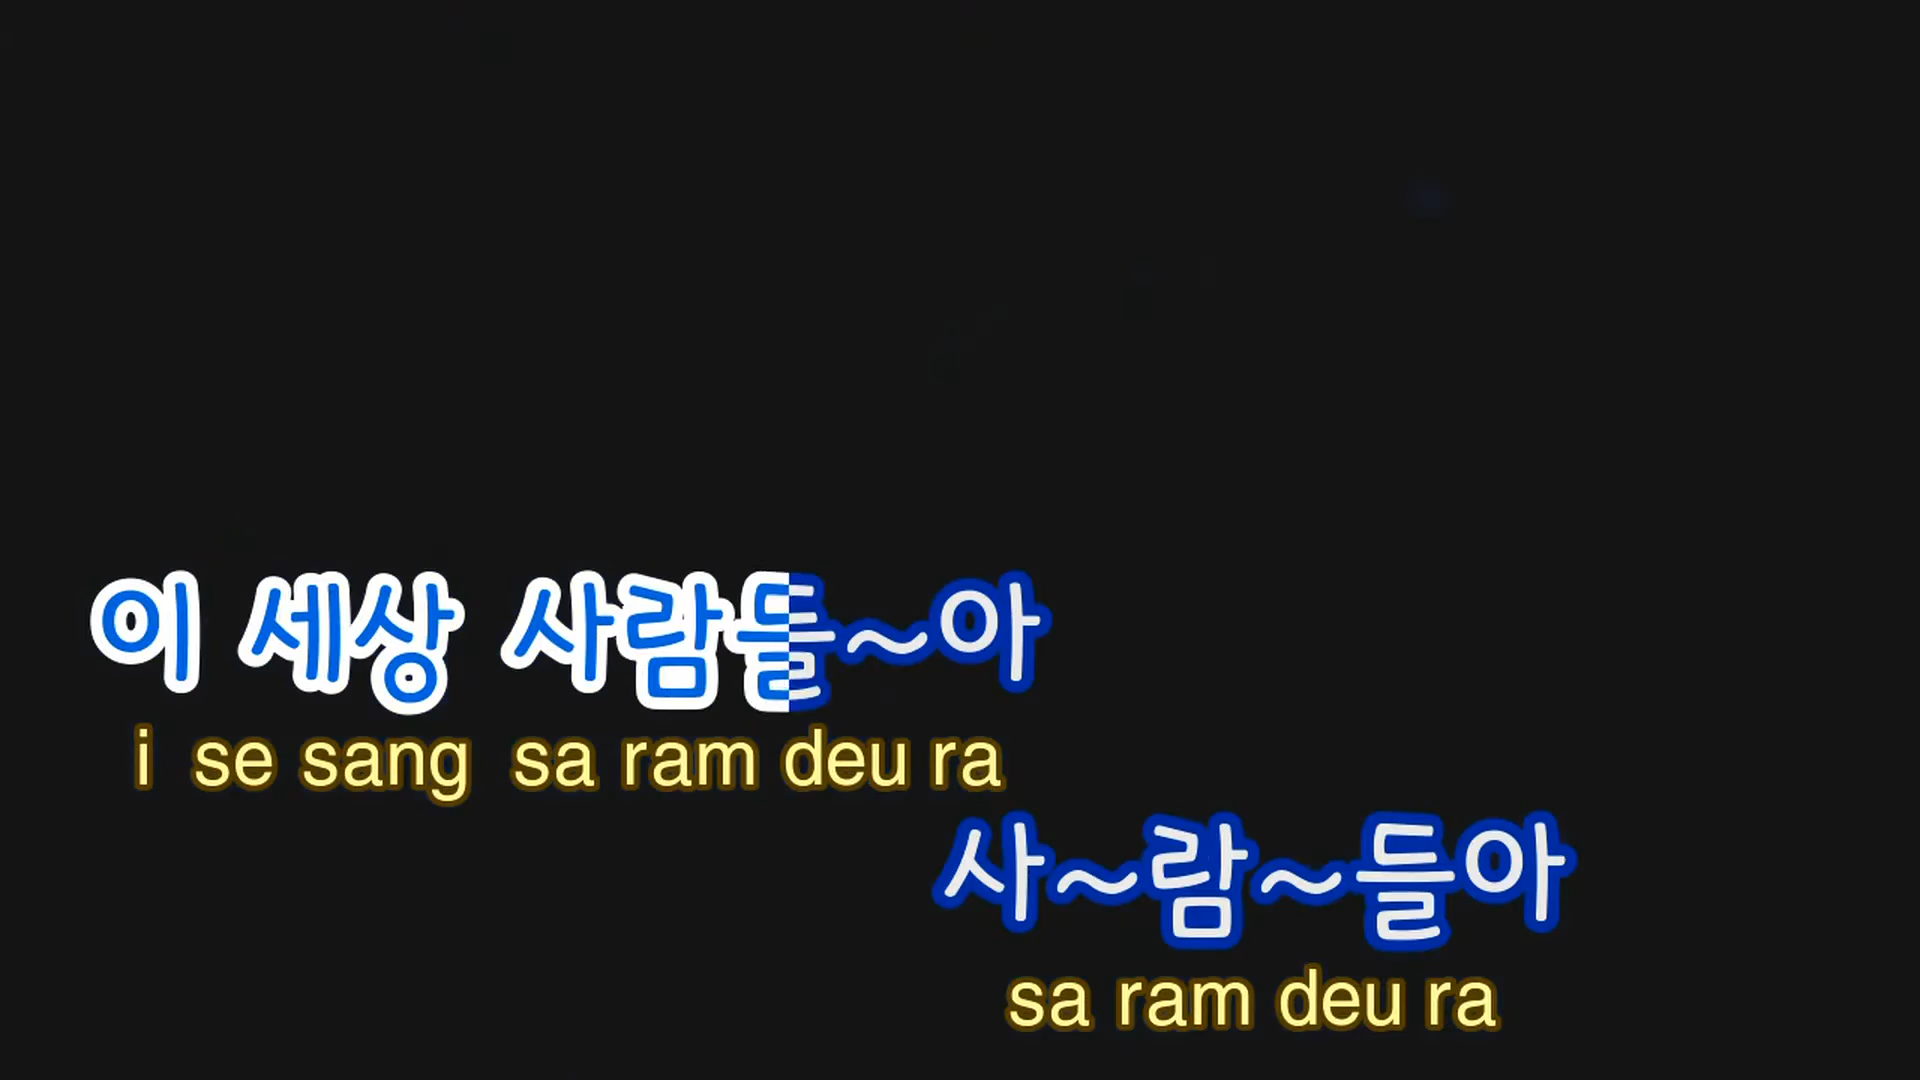 이 세상 사람들~아
i se sang sa ram deu ra
사~람~들아
sa ram deu ra